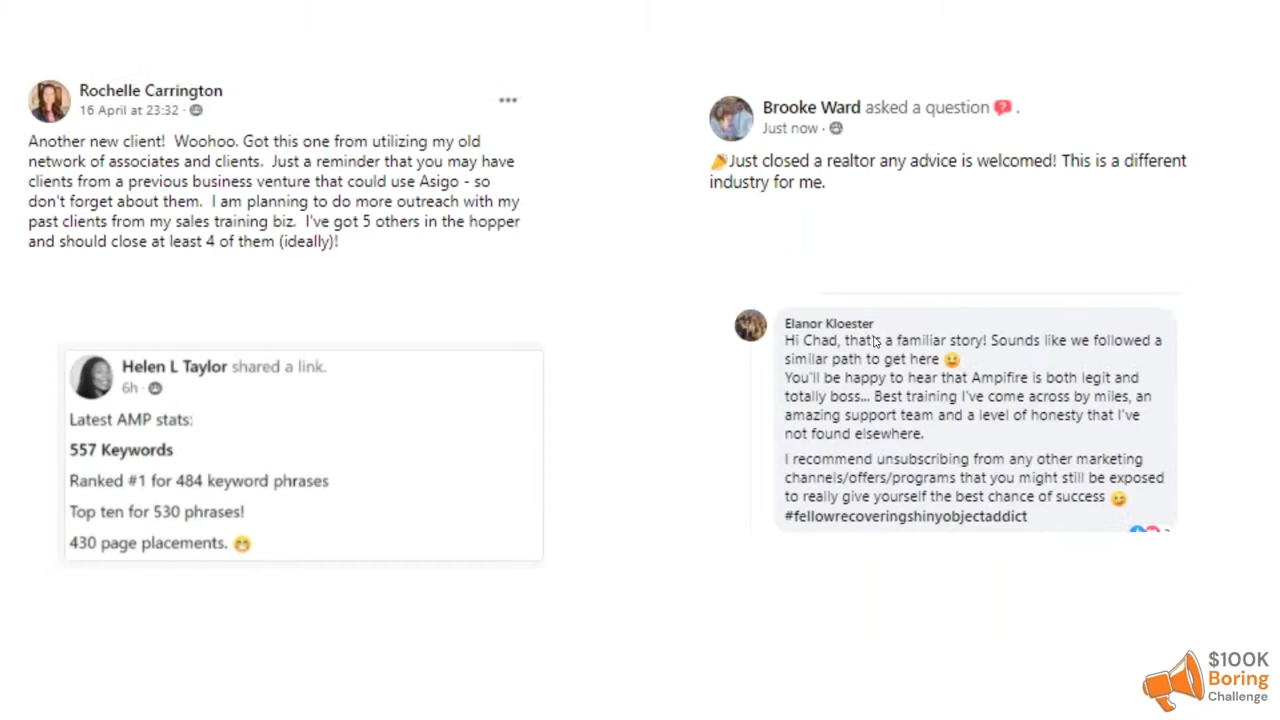 Rochelle Carrington
16 April at 23:32 ·
Another new client! Woohoo. Got this one from utilizing my old
network of associates and clients. Just a reminder that you may have
clients from a previous business venture that could use Asigo - so
don't forget about them. I am planning to do more outreach with my
past clients from my sales training biz. I've got 5 others in the hopper
and should close at least 4 of them (ideally)!
Helen L Taylor shared a link.
6h ·
Latest AMP stats:
557 Keywords
Ranked #1 for 484 keyword phrases
Top ten for 530 phrases!
430 page placements. 😁
Brooke Ward asked a question .
Just now ·
Just closed a realtor any advice is welcomed! This is a different
industry for me.
Elanor Kloester
Hi Chad, that's a familiar story! Sounds like we followed a
similar path to get here 😉
You'll be happy to hear that Ampifire is both legit and
totally boss... Best training I've come across by miles, an
amazing support team and a level of honesty that I've
not found elsewhere.
I recommend unsubscribing from any other marketing
channels/offers/programs that you might still be exposed
to really give yourself the best chance of success 😉
#fellowrecoveringshinyobjectaddict
$100K
Boring
Challenge